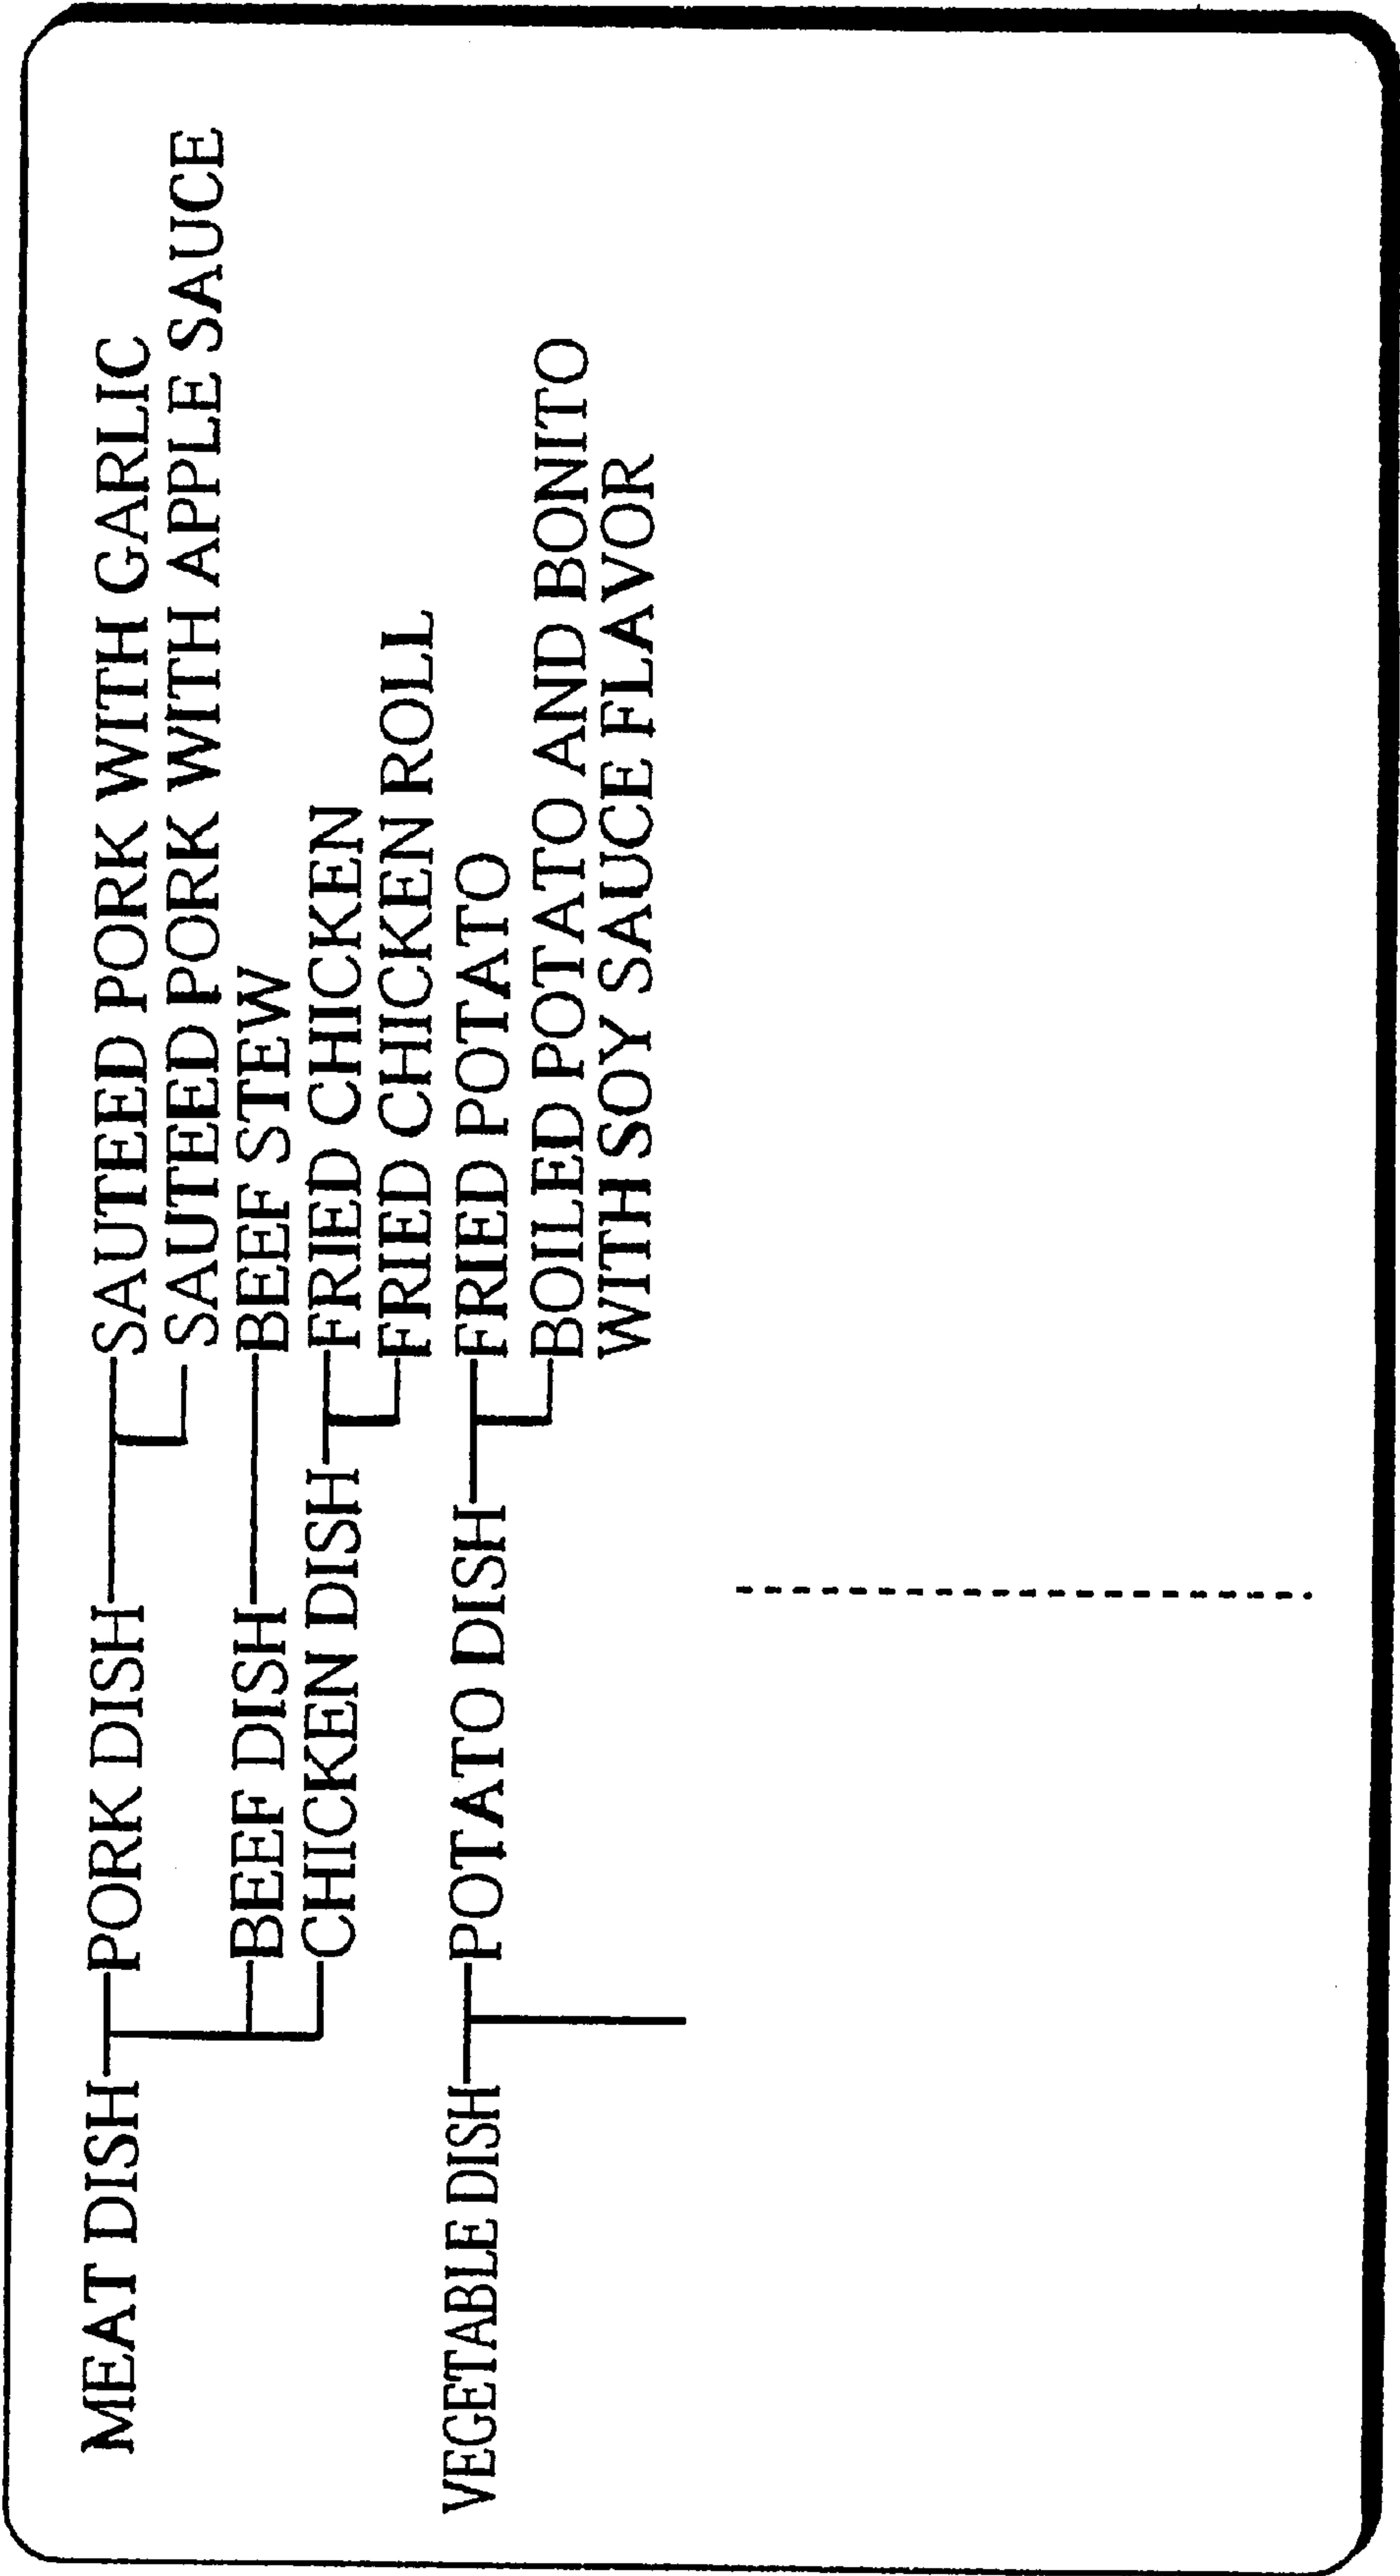 MEAT DISH PORK DISH SAUTEED PORK WITH GARLIC
SAUTEED PORK WITH APPLE SAUCE
BEEF DISH BEEF STEW
CHICKEN DISH FRIED CHICKEN
FRIED CHICKEN ROLL
VEGETABLE DISH POTATO DISH FRIED POTATO
BOILED POTATO AND BONITO
WITH SOY SAUCE FLAVOR